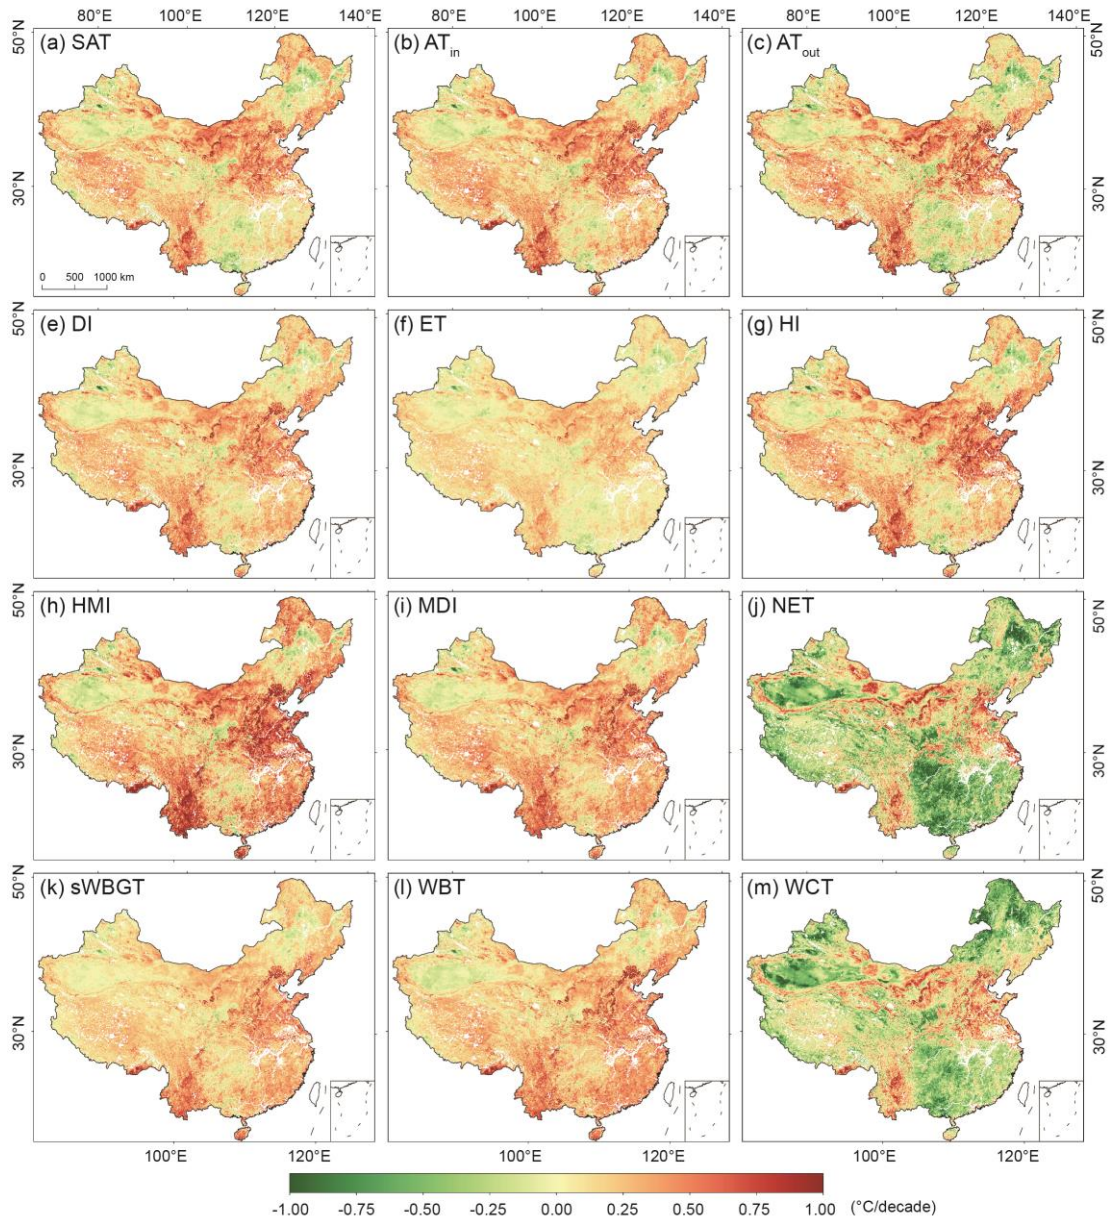 80°E 100°E 120°E 140°E 80°E 100°E 120°E 140°E 80°E 100°E 120°E 140°E
50°N (a) SAT (b) ATin (c) ATout 50°N
30°N 30°N
0 500 1000 km
50°N (e) DI (f) ET (g) HI 50°N
30°N 30°N
50°N (h) HMI (i) MDI (j) NET 50°N
30°N 30°N
50°N (k) sWBGT (l) WBT (m) WCT 50°N
30°N 30°N
100°E 120°E 100°E 120°E 100°E 120°E
-1.00 -0.75 -0.50 -0.25 0.00 0.25 0.50 0.75 1.00 (°C/decade)